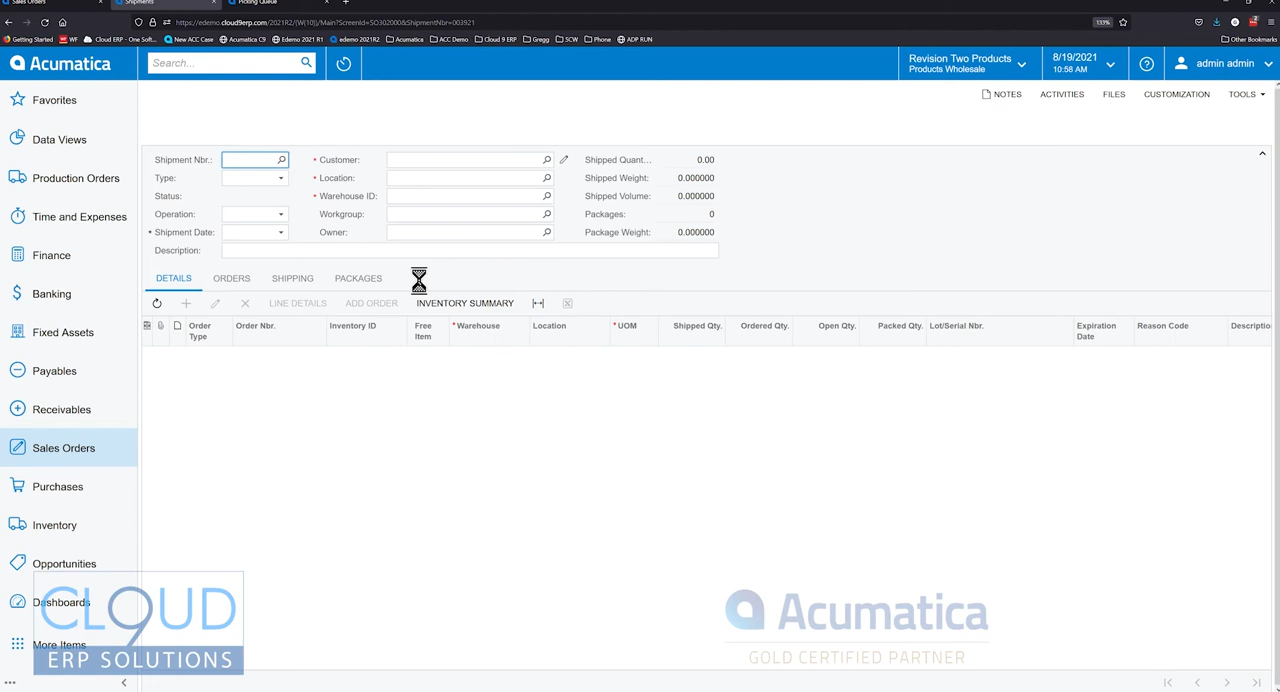 Sales Orders
Shipments
Picking Queue
https://edemo.cloud9erp.com/2021R2/(W(10))/Main?ScreenId=SO302000&ShipmentNbr=003921
133%
Getting Started
WF
Cloud ERP - One Soft...
New ACC Case
Acumatica C9
Edemo 2021 R1
edemo 2021R2
Acumatica
ACC Demo
Cloud 9 ERP
Gregg
SCW
Phone
ADP RUN
Other Bookmarks
Acumatica
Search...
Revision Two Products
Products Wholesale
8/19/2021
10:58 AM
admin admin
NOTES
ACTIVITIES
FILES
CUSTOMIZATION
TOOLS
Favorites
Data Views
Production Orders
Time and Expenses
Finance
Banking
Fixed Assets
Payables
Receivables
Sales Orders
Purchases
Inventory
Opportunities
Dashboards
More Items
Shipment Nbr.:
Type:
Status:
Operation:
* Shipment Date:
Description:
* Customer:
* Location:
* Warehouse ID:
Workgroup:
Owner:
Shipped Quant... 0.00
Shipped Weight: 0.000000
Shipped Volume: 0.000000
Packages: 0
Package Weight: 0.000000
DETAILS
ORDERS
SHIPPING
PACKAGES
LINE DETAILS
ADD ORDER
INVENTORY SUMMARY
Order Type
Order Nbr.
Inventory ID
Free Item
* Warehouse
Location
* UOM
Shipped Qty.
Ordered Qty.
Open Qty.
Packed Qty.
Lot/Serial Nbr.
Expiration Date
Reason Code
Descriptio
CLOUD9
ERP SOLUTIONS
Acumatica
GOLD CERTIFIED PARTNER